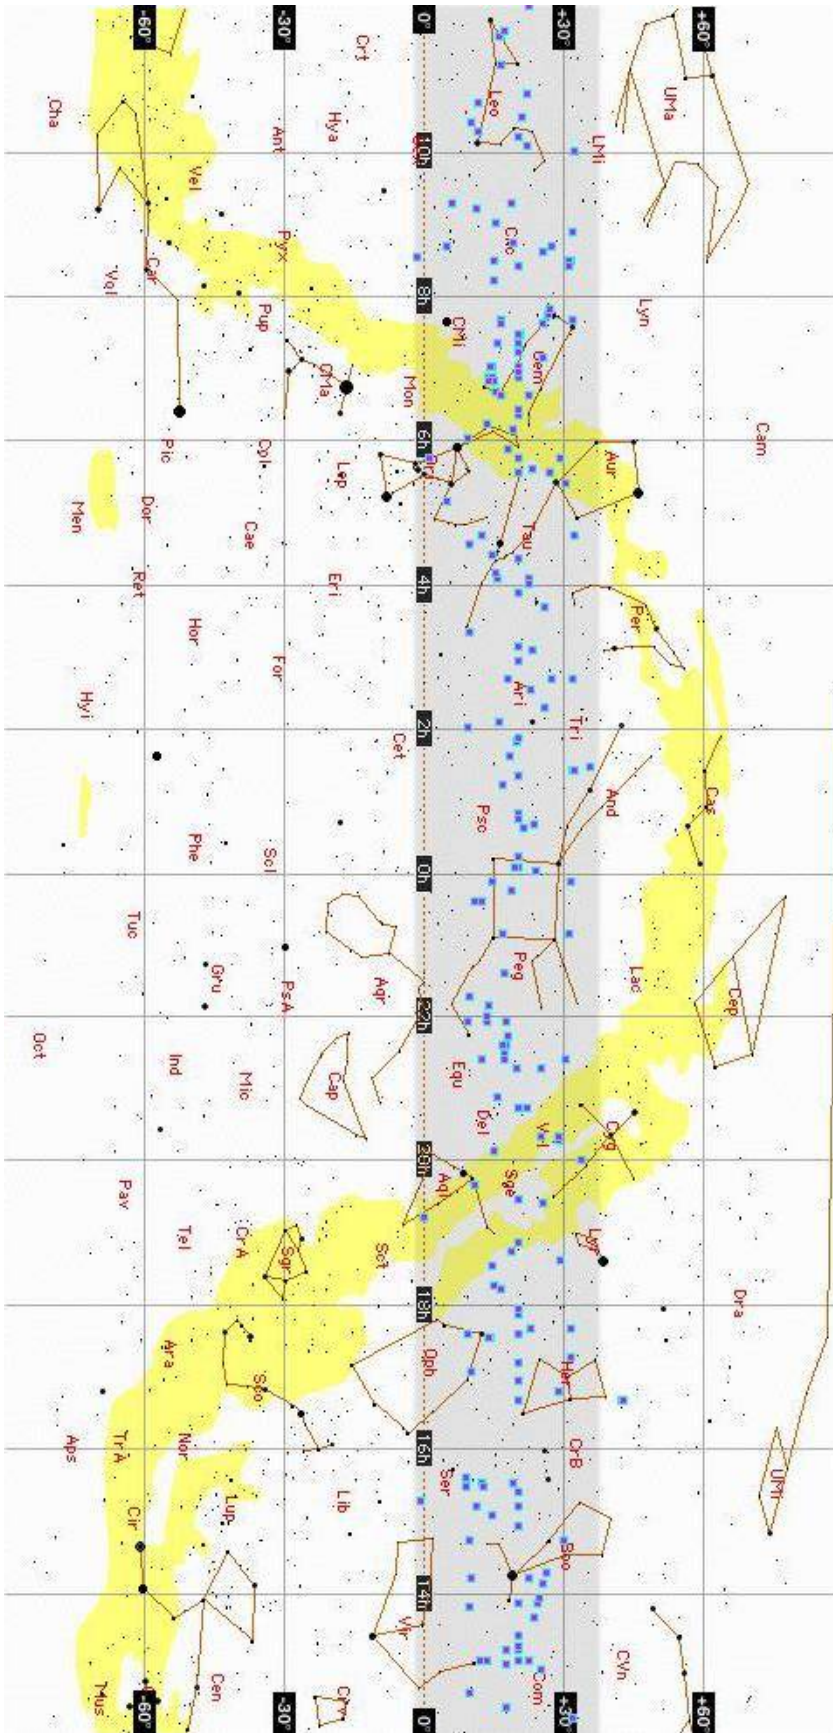 -60°
-30°
0°
+30°
+60°
Crt
Leo
UMa
Cha
Ant
Hya
LMi
10h
Vel
Pyx
Cnc
Vol
Car
8h
Pup
CMi
Lyn
CMa
Mon
Gem
Cam
6h
Pic
Col
Lep
Aur
Men
Dor
Cae
Tau
Ret
Eri
4h
Hor
For
Per
Hyi
Ari
Tri
2h
Cet
And
Cas
Psc
Phe
Scl
0h
Tuc
Gru
PsA
Aqr
Peg
Lac
Cep
22h
Oct
Ind
Mic
Cap
Equ
Del
Vul
Cyg
20h
Pav
Aql
Sge
Tel
CrA
Sgr
Sct
Lyr
18h
Dra
Ara
Sco
Oph
Her
16h
Aps
TrA
Nor
Ser
CrB
UMi
Cir
Lup
Lib
Boo
14h
Vir
Mus
Cen
Crv
Com
CVn
-60°
-30°
0°
+60°